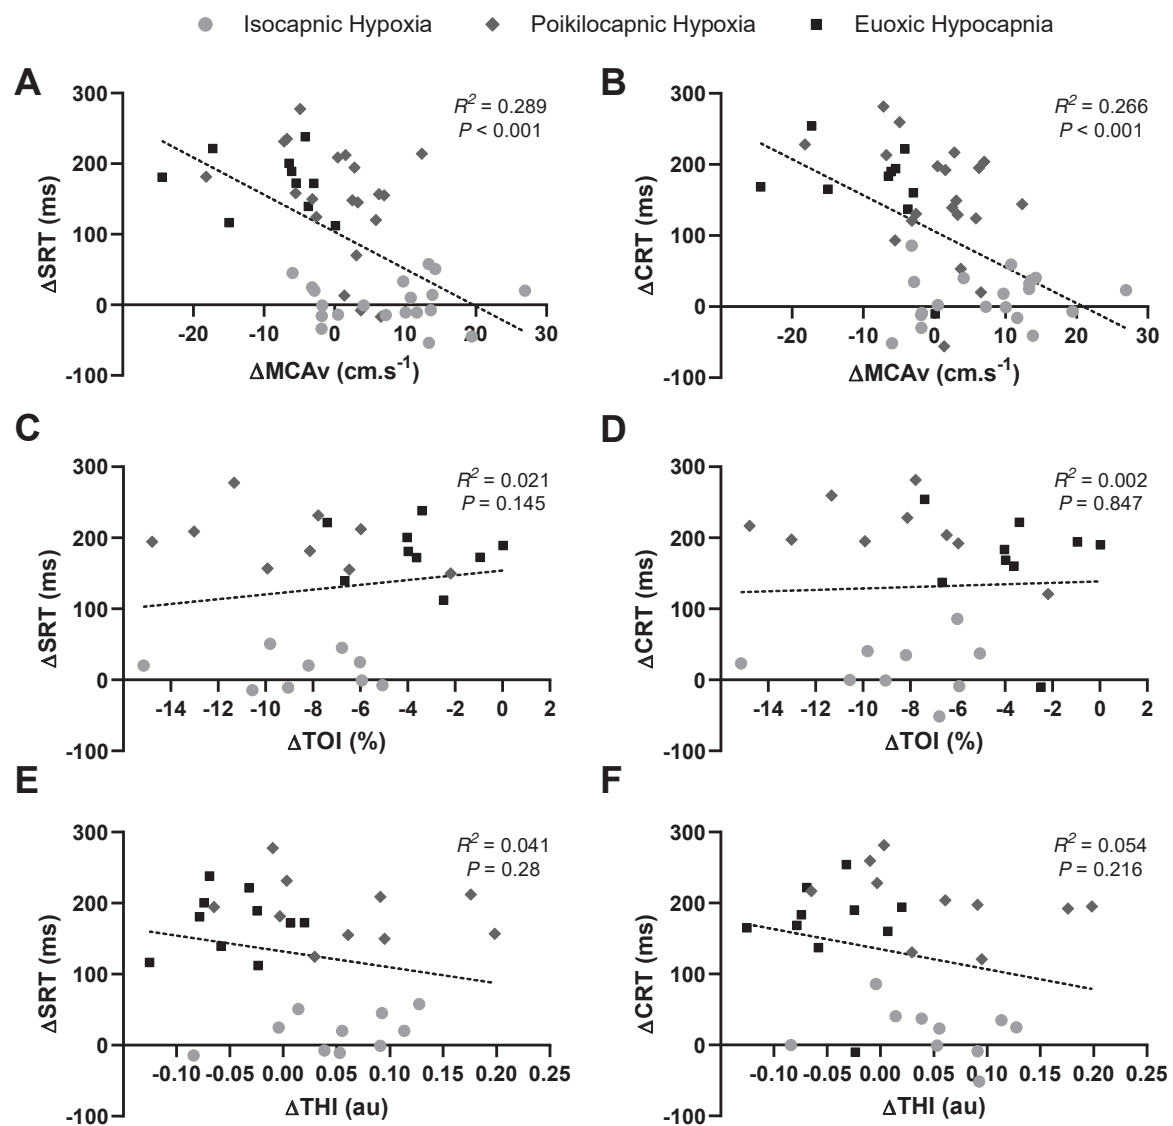 Isocapnic Hypoxia Poikilocapnic Hypoxia Euoxic Hypocapnia
A
300
200
100
0
-100
ΔSRT (ms)
R² = 0.289
P < 0.001
-20 -10 0 10 20 30
ΔMCAv (cm.s⁻¹)
B
300
200
100
0
-100
ΔCRT (ms)
R² = 0.266
P < 0.001
-20 -10 0 10 20 30
ΔMCAv (cm.s⁻¹)
C
300
200
100
0
-100
ΔSRT (ms)
R² = 0.021
P = 0.145
-14 -12 -10 -8 -6 -4 -2 0 2
ΔTOI (%)
D
300
200
100
0
-100
ΔCRT (ms)
R² = 0.002
P = 0.847
-14 -12 -10 -8 -6 -4 -2 0 2
ΔTOI (%)
E
300
200
100
0
-100
ΔSRT (ms)
R² = 0.041
P = 0.28
-0.10 -0.05 0.00 0.05 0.10 0.15 0.20 0.25
ΔTHI (au)
F
300
200
100
0
-100
ΔCRT (ms)
R² = 0.054
P = 0.216
-0.10 -0.05 0.00 0.05 0.10 0.15 0.20 0.25
ΔTHI (au)